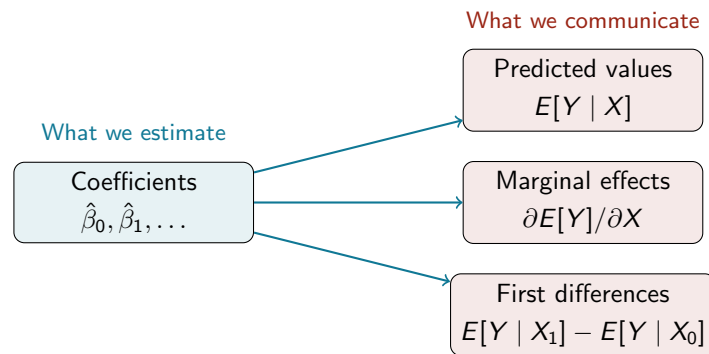 What we communicate
Predicted values
E[Y | X]
What we estimate
Coefficients
β̂₀, β̂₁, . . .
Marginal effects
∂E[Y]/∂X
First differences
E[Y | X₁] − E[Y | X₀]